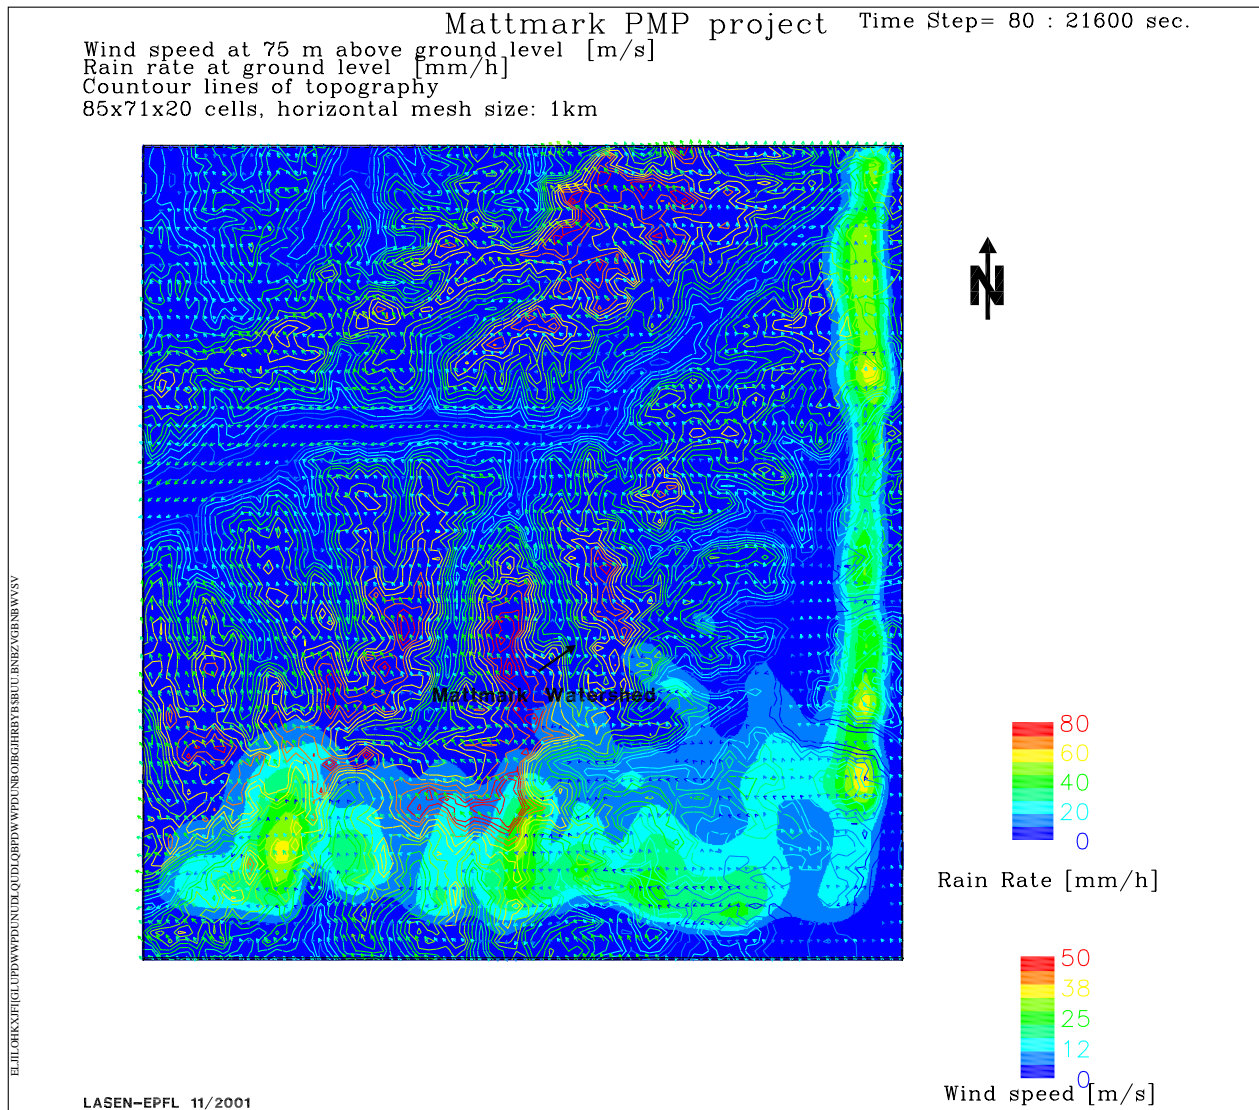 Mattmark PMP project Time Step= 80 : 21600 sec.
Wind speed at 75 m above ground level [m/s]
Rain rate at ground level [mm/h]
Countour lines of topography
85x71x20 cells, horizontal mesh size: 1km
N
Mattmark Watershed
80
60
40
20
0
Rain Rate [mm/h]
50
38
25
12
0
Wind speed [m/s]
LASEN-EPFL 11/2001